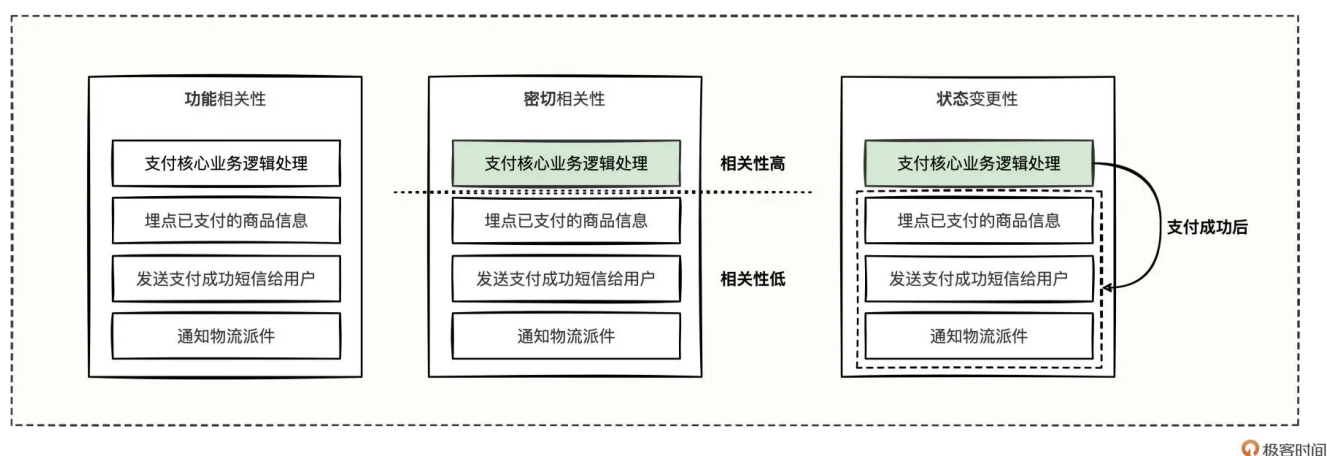 功能相关性
支付核心业务逻辑处理
埋点已支付的商品信息
发送支付成功短信给用户
通知物流派件
密切相关性
支付核心业务逻辑处理
埋点已支付的商品信息
发送支付成功短信给用户
通知物流派件
相关性高
相关性低
状态变更性
支付核心业务逻辑处理
埋点已支付的商品信息
发送支付成功短信给用户
通知物流派件
支付成功后
极客时间